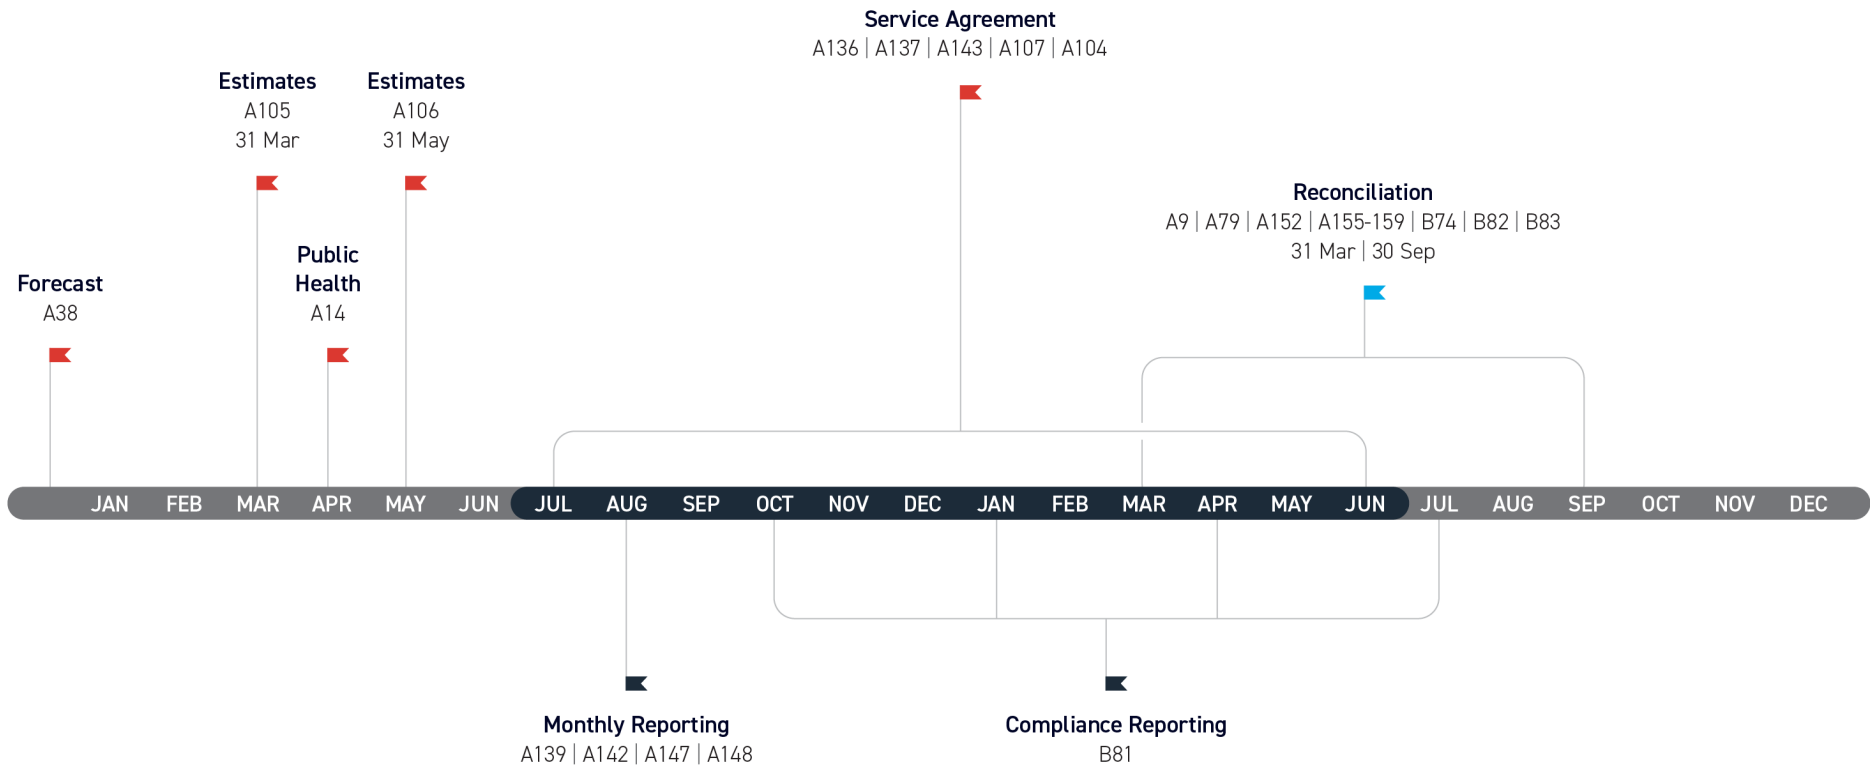 Service Agreement
A136 | A137 | A143 | A107 | A104
Estimates
A105
31 Mar
Estimates
A106
31 May
Reconciliation
A9 | A79 | A152 | A155-159 | B74 | B82 | B83
31 Mar | 30 Sep
Public
Health
A14
Forecast
A38
JAN FEB MAR APR MAY JUN JUL AUG SEP OCT NOV DEC JAN FEB MAR APR MAY JUN JUL AUG SEP OCT NOV DEC
Monthly Reporting
A139 | A142 | A147 | A148
Compliance Reporting
B81